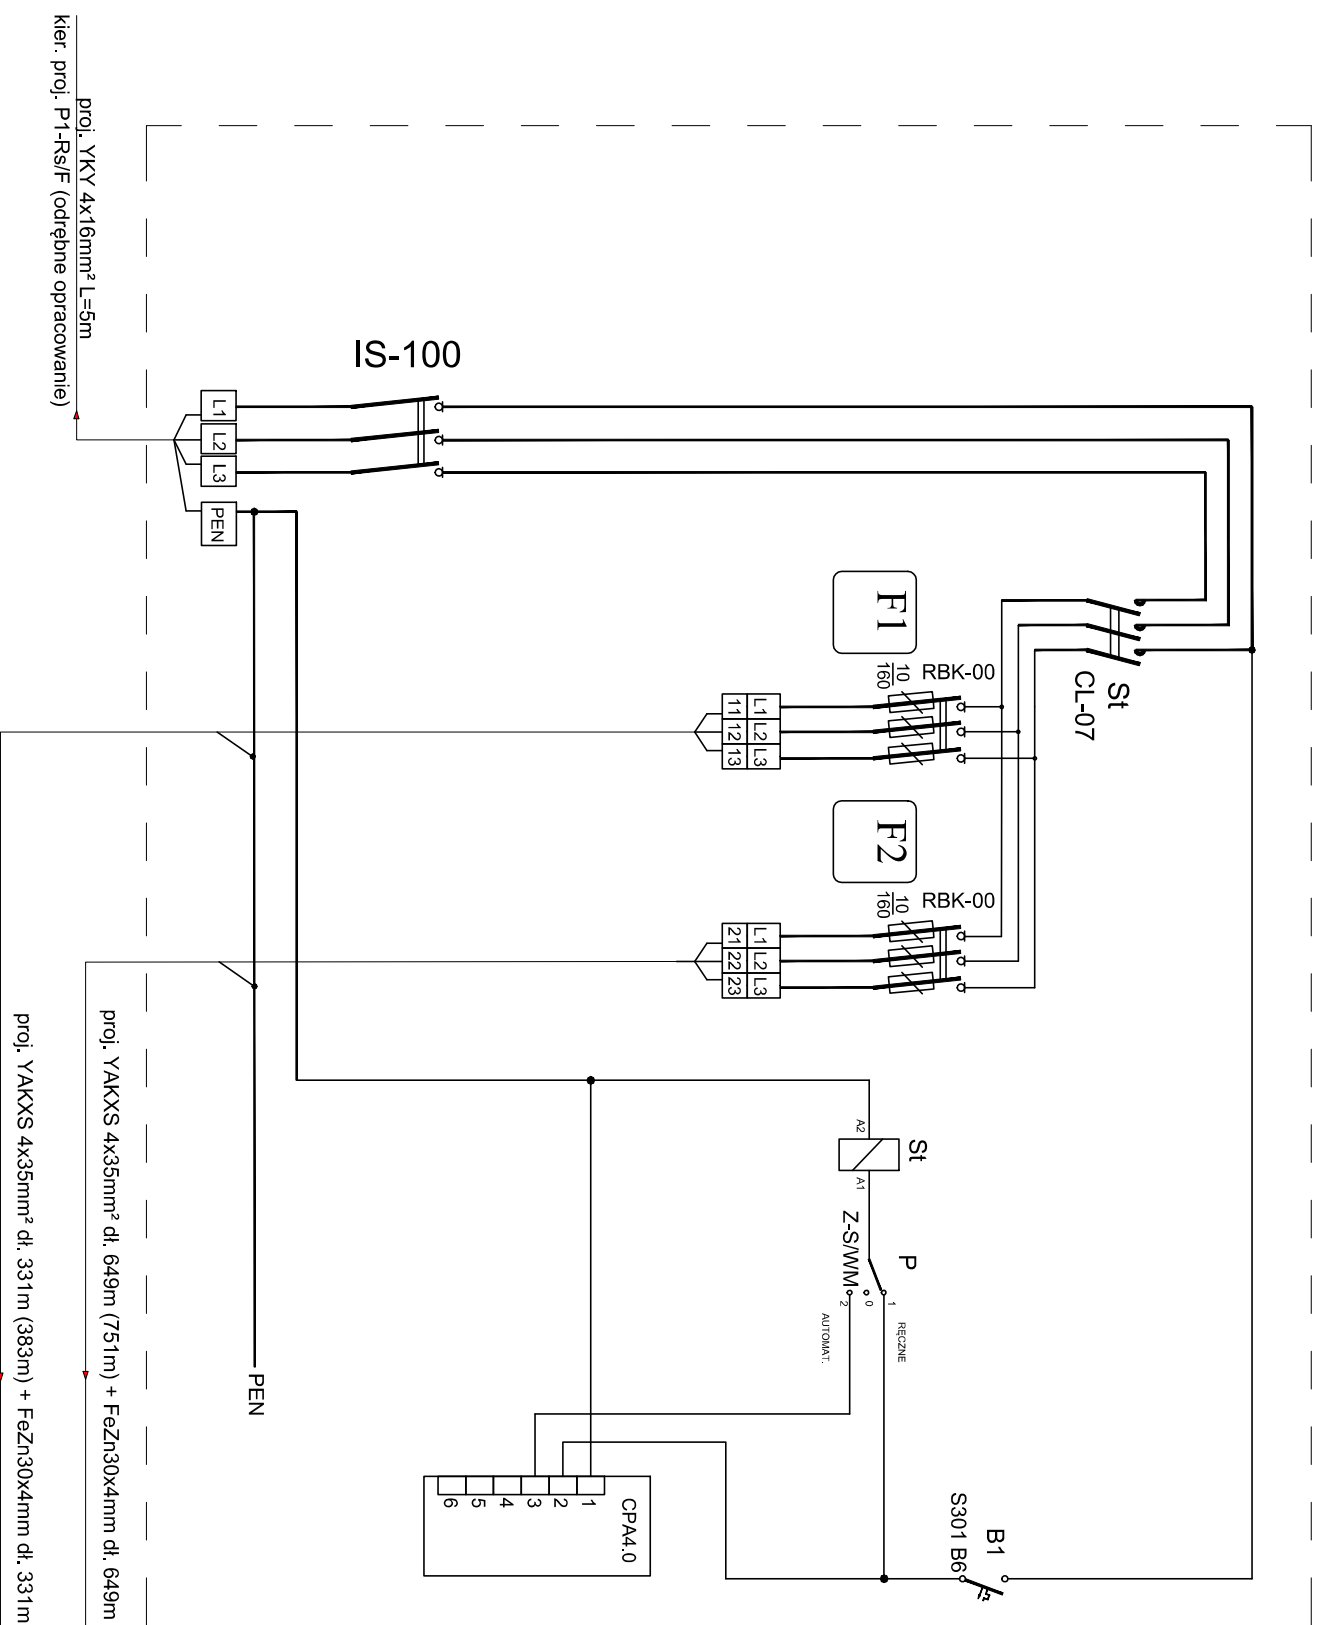 proj. YKY 4x16mm² L=5m
kier. proj. P1-Rs/F (odrębne opracowanie)
IS-100
L1
L2
L3
PEN
St
CL-07
F1
10
160
RBK-00
L1
L2
L3
11
12
13
F2
10
160
RBK-00
L1
L2
L3
21
22
23
A2
St
A1
P
Z-S/WM
1
0
2
RĘCZNE
AUTOMAT.
PEN
B1
S301 B6
CPA4.0
1
2
3
4
5
6
proj. YAKXS 4x35mm² dł. 649m (751m) + FeZn30x4mm dł. 649m
proj. YAKXS 4x35mm² dł. 331m (383m) + FeZn30x4mm dł. 331m